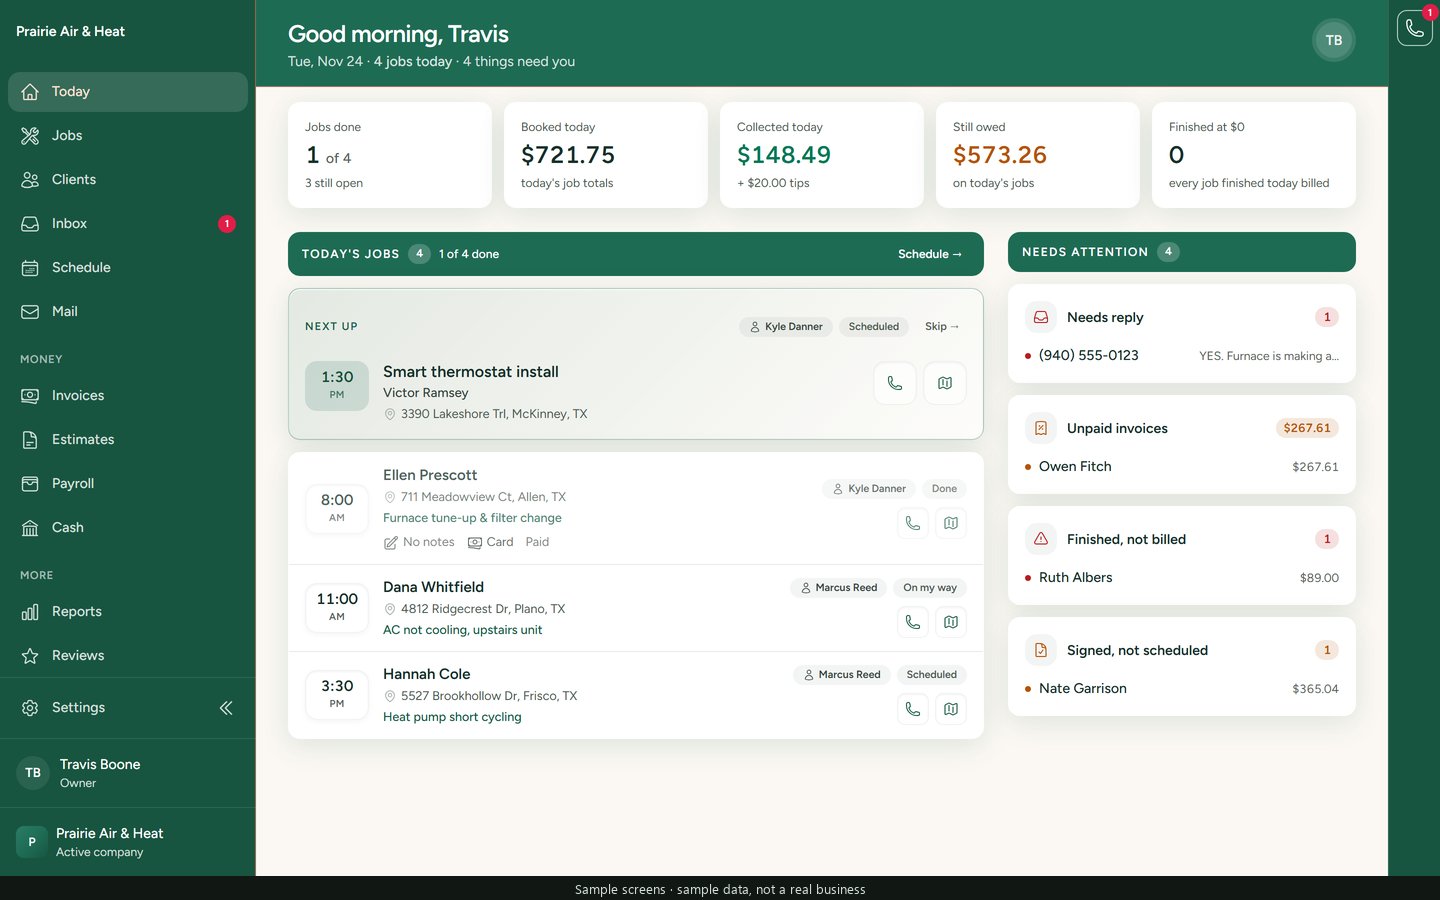 Prairie Air & Heat
Today
Jobs
Clients
Inbox
1
Schedule
Mail
MONEY
Invoices
Estimates
Payroll
Cash
MORE
Reports
Reviews
Settings
TB
Travis Boone
Owner
P
Prairie Air & Heat
Active company
Good morning, Travis
Tue, Nov 24 · 4 jobs today · 4 things need you
TB
1
Jobs done
1 of 4
3 still open
Booked today
$721.75
today's job totals
Collected today
$148.49
+ $20.00 tips
Still owed
$573.26
on today's jobs
Finished at $0
0
every job finished today billed
TODAY'S JOBS 4 1 of 4 done
Schedule →
NEXT UP
Kyle Danner
Scheduled
Skip →
1:30
PM
Smart thermostat install
Victor Ramsey
3390 Lakeshore Trl, McKinney, TX
8:00
AM
Ellen Prescott
711 Meadowview Ct, Allen, TX
Furnace tune-up & filter change
No notes Card Paid
Kyle Danner
Done
11:00
AM
Dana Whitfield
4812 Ridgecrest Dr, Plano, TX
AC not cooling, upstairs unit
Marcus Reed
On my way
3:30
PM
Hannah Cole
5527 Brookhollow Dr, Frisco, TX
Heat pump short cycling
Marcus Reed
Scheduled
NEEDS ATTENTION 4
Needs reply
1
(940) 555-0123
YES. Furnace is making a...
Unpaid invoices
$267.61
Owen Fitch
$267.61
Finished, not billed
1
Ruth Albers
$89.00
Signed, not scheduled
1
Nate Garrison
$365.04
Sample screens · sample data, not a real business